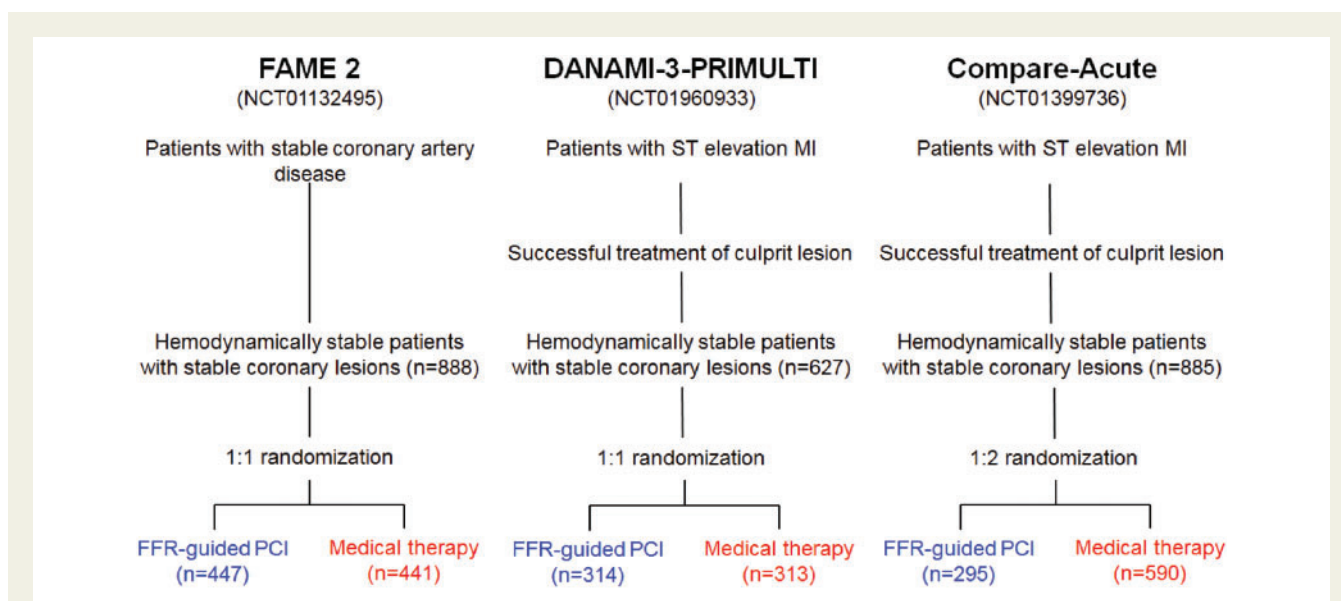 FAME 2
(NCT01132495)
Patients with stable coronary artery
disease
Hemodynamically stable patients
with stable coronary lesions (n=888)
1:1 randomization
FFR-guided PCI
(n=447)
Medical therapy
(n=441)
DANAMI-3-PRIMULTI
(NCT01960933)
Patients with ST elevation MI
Successful treatment of culprit lesion
Hemodynamically stable patients
with stable coronary lesions (n=627)
1:1 randomization
FFR-guided PCI
(n=314)
Medical therapy
(n=313)
Compare-Acute
(NCT01399736)
Patients with ST elevation MI
Successful treatment of culprit lesion
Hemodynamically stable patients
with stable coronary lesions (n=885)
1:2 randomization
FFR-guided PCI
(n=295)
Medical therapy
(n=590)